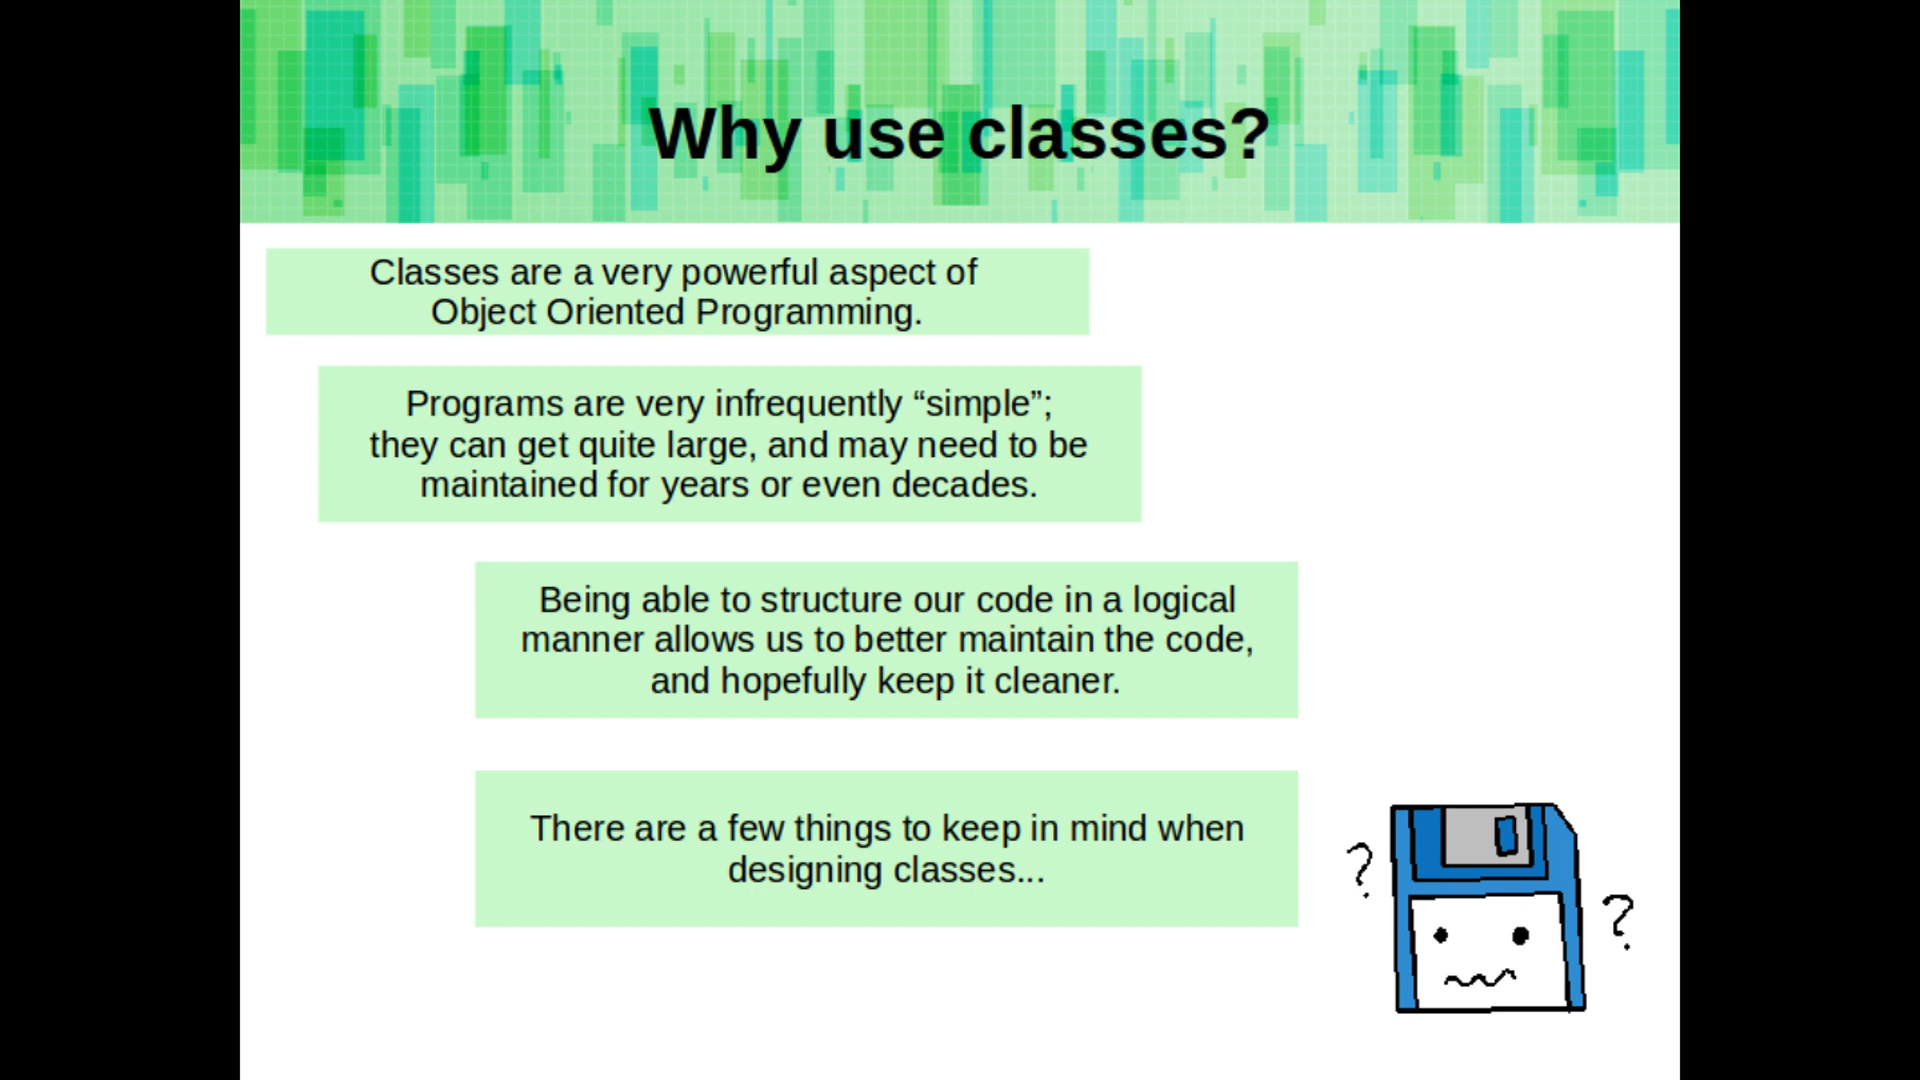 Why use classes?
Classes are a very powerful aspect of
Object Oriented Programming.
Programs are very infrequently “simple”;
they can get quite large, and may need to be
maintained for years or even decades.
Being able to structure our code in a logical
manner allows us to better maintain the code,
and hopefully keep it cleaner.
There are a few things to keep in mind when
designing classes...
?
?